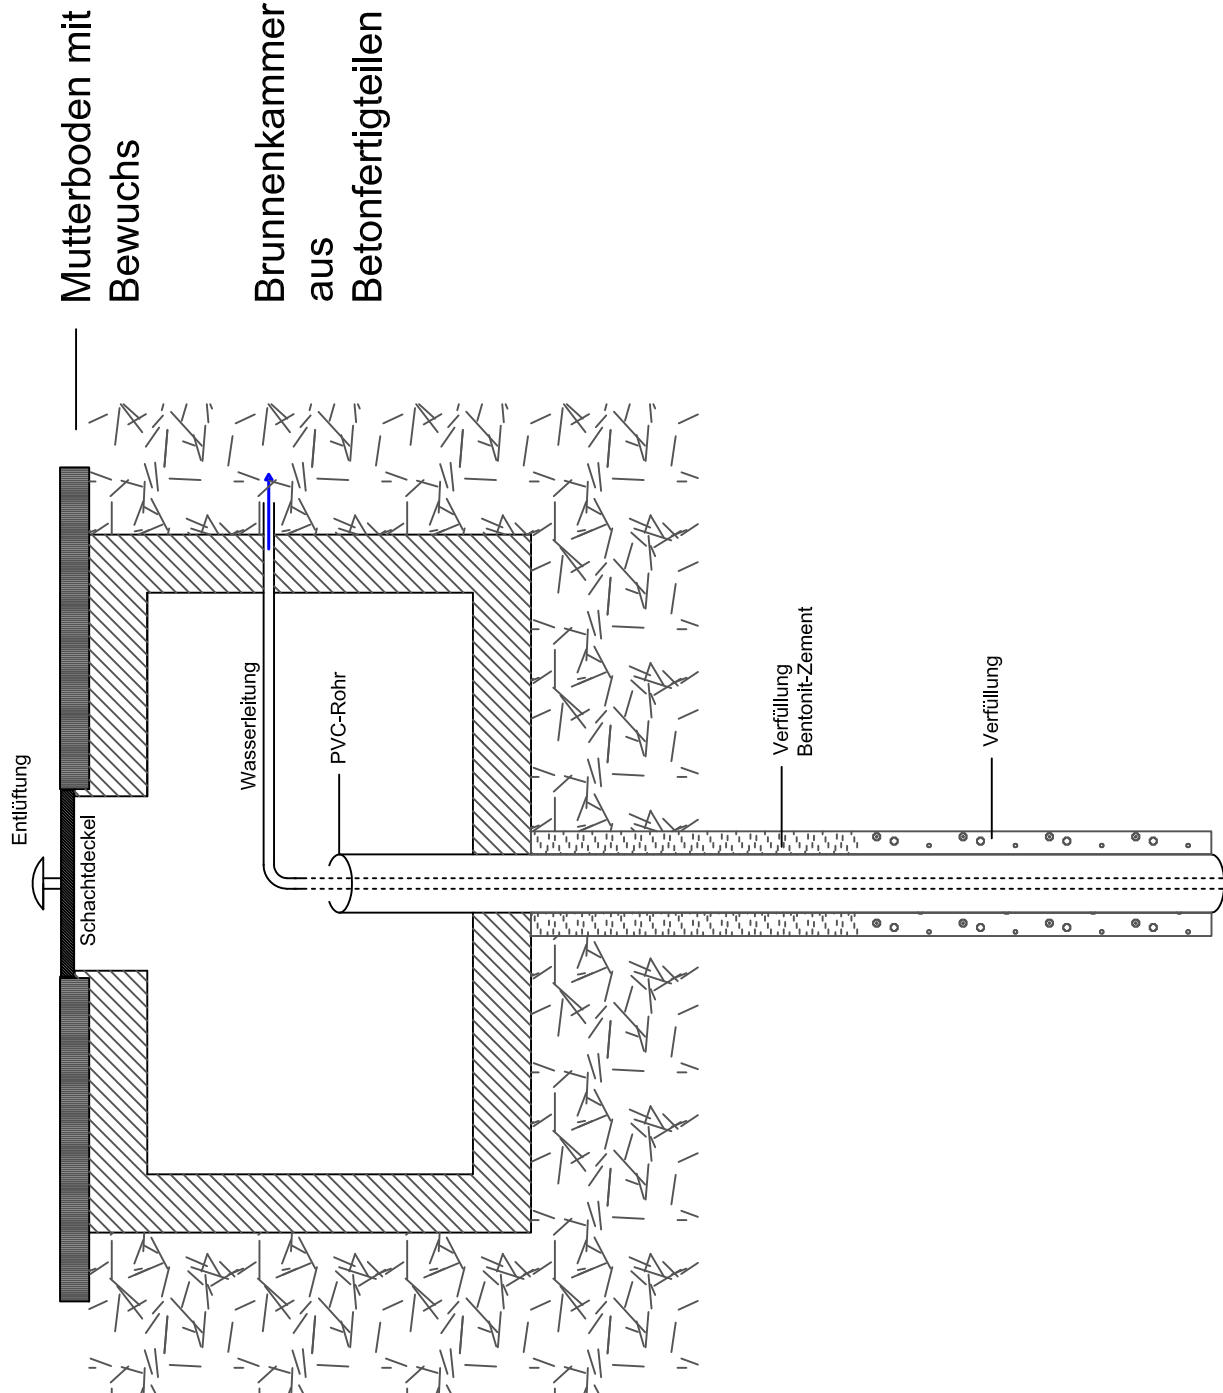 Mutterboden mit
Bewuchs
Brunnenkammer
aus
Betonfertigteilen
Entlüftung
Schachtdeckel
Wasserleitung
PVC-Rohr
Verfüllung
Bentonit-Zement
Verfüllung